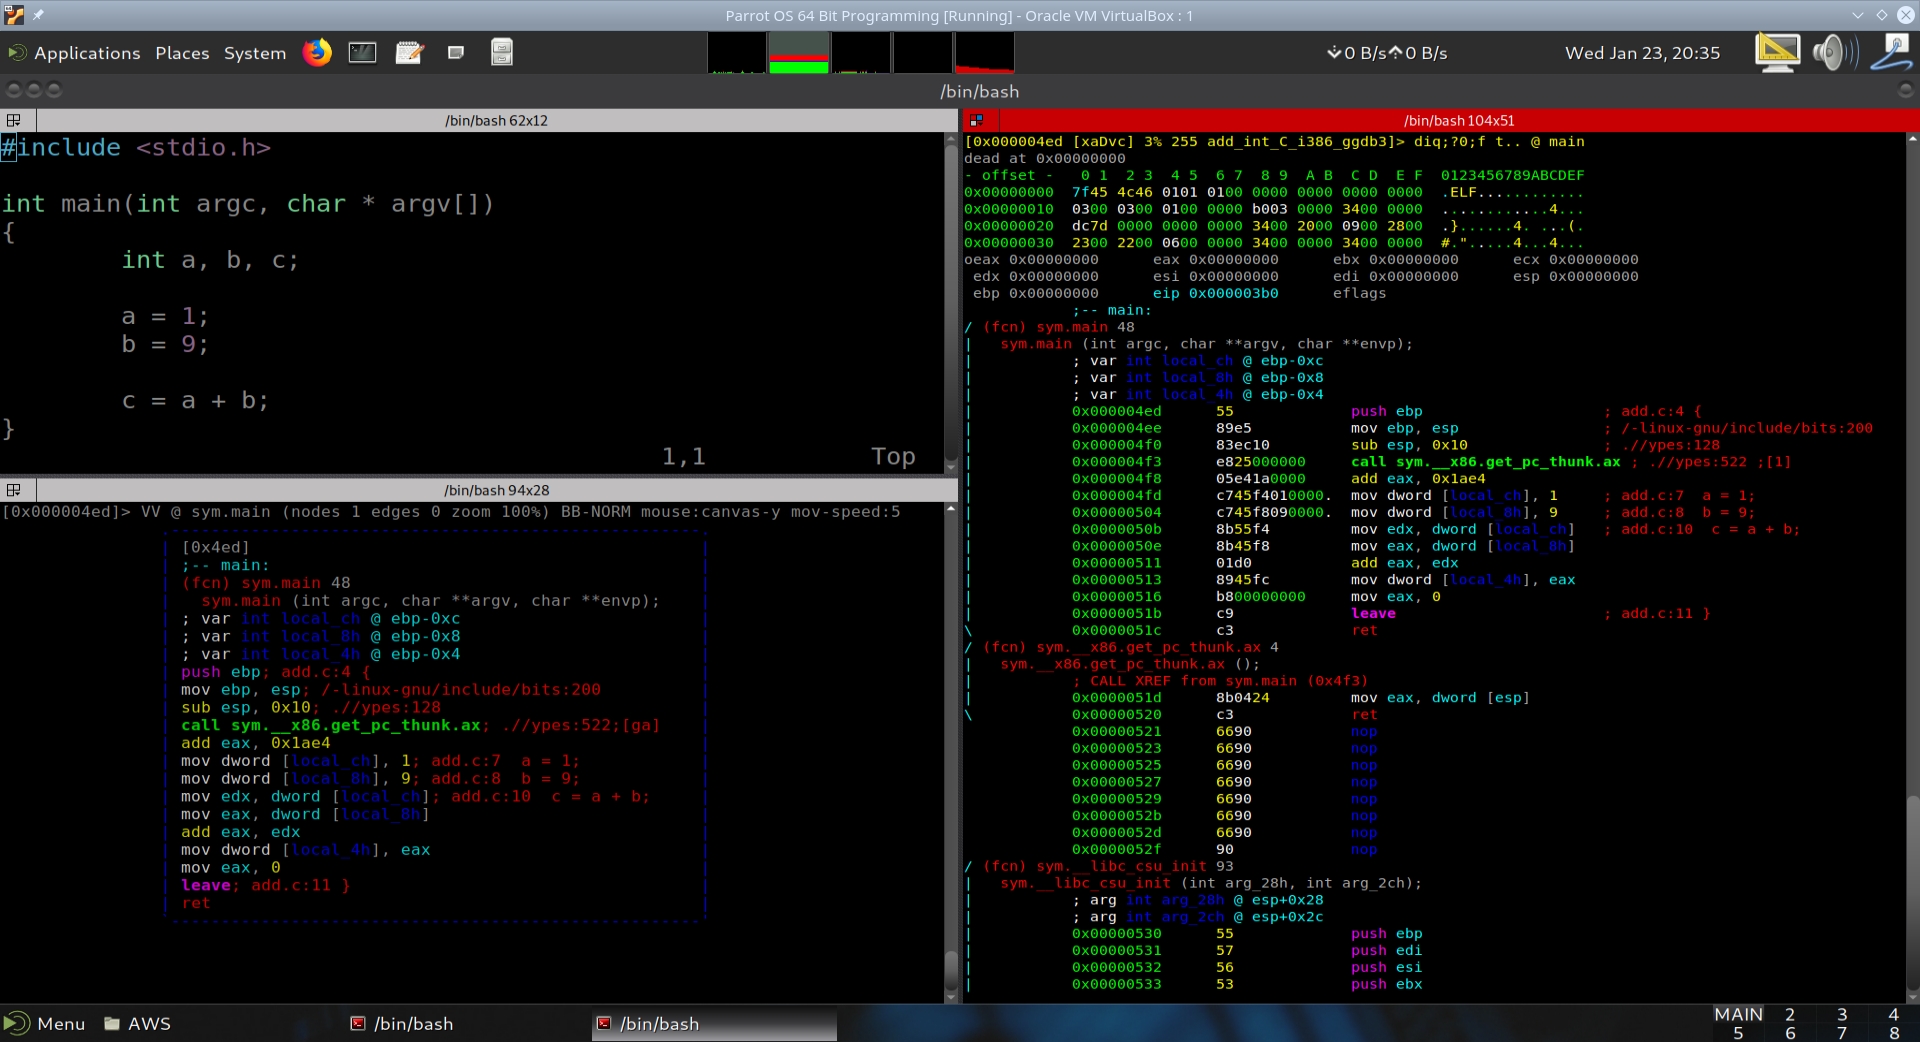 Parrot OS 64 Bit Programming [Running] - Oracle VM VirtualBox : 1
Applications Places System 0 B/s 0 B/s Wed Jan 23, 20:35
/bin/bash
/bin/bash 62x12
#include <stdio.h>
int main(int argc, char * argv[])
{
int a, b, c;
a = 1;
b = 9;
c = a + b;
}
1,1 Top
/bin/bash 94x28
[0x000004ed]> VV @ sym.main (nodes 1 edges 0 zoom 100%) BB-NORM mouse:canvas-y mov-speed:5
[0x4ed]
;-- main:
(fcn) sym.main 48
sym.main (int argc, char **argv, char **envp);
; var int local_ch @ ebp-0xc
; var int local_8h @ ebp-0x8
; var int local_4h @ ebp-0x4
push ebp; add.c:4 {
mov ebp, esp; /-linux-gnu/include/bits:200
sub esp, 0x10; .//ypes:128
call sym.__x86.get_pc_thunk.ax; .//ypes:522;[ga]
add eax, 0x1ae4
mov dword [local_ch], 1; add.c:7  a = 1;
mov dword [local_8h], 9; add.c:8  b = 9;
mov edx, dword [local_ch]; add.c:10  c = a + b;
mov eax, dword [local_8h]
add eax, edx
mov dword [local_4h], eax
mov eax, 0
leave; add.c:11 }
ret
/bin/bash 104x51
[0x000004ed [xaDvc] 3% 255 add_int_C_i386_ggdb3]> diq;?0;f t.. @ main
dead at 0x00000000
- offset -   0 1  2 3  4 5  6 7  8 9  A B  C D  E F  0123456789ABCDEF
0x00000000  7f45 4c46 0101 0100 0000 0000 0000 0000  .ELF............
0x00000010  0300 0300 0100 0000 b003 0000 3400 0000  ............4...
0x00000020  dc7d 0000 0000 0000 3400 2000 0900 2800  .}......4. ...(.
0x00000030  2300 2200 0600 0000 3400 0000 3400 0000  #.".....4...4...
oeax 0x00000000 eax 0x00000000 ebx 0x00000000 ecx 0x00000000
edx 0x00000000 esi 0x00000000 edi 0x00000000 esp 0x00000000
ebp 0x00000000 eip 0x000003b0 eflags
;-- main:
/ (fcn) sym.main 48
| sym.main (int argc, char **argv, char **envp);
| ; var int local_ch @ ebp-0xc
| ; var int local_8h @ ebp-0x8
| ; var int local_4h @ ebp-0x4
| 0x000004ed 55 push ebp ; add.c:4 {
| 0x000004ee 89e5 mov ebp, esp ; /-linux-gnu/include/bits:200
| 0x000004f0 83ec10 sub esp, 0x10 ; .//ypes:128
| 0x000004f3 e825000000 call sym.__x86.get_pc_thunk.ax ; .//ypes:522 ;[1]
| 0x000004f8 05e41a0000 add eax, 0x1ae4
| 0x000004fd c745f4010000. mov dword [local_ch], 1 ; add.c:7  a = 1;
| 0x00000504 c745f8090000. mov dword [local_8h], 9 ; add.c:8  b = 9;
| 0x0000050b 8b55f4 mov edx, dword [local_ch] ; add.c:10  c = a + b;
| 0x0000050e 8b45f8 mov eax, dword [local_8h]
| 0x00000511 01d0 add eax, edx
| 0x00000513 8945fc mov dword [local_4h], eax
| 0x00000516 b800000000 mov eax, 0
| 0x0000051b c9 leave ; add.c:11 }
\ 0x0000051c c3 ret
/ (fcn) sym.__x86.get_pc_thunk.ax 4
| sym.__x86.get_pc_thunk.ax ();
| ; CALL XREF from sym.main (0x4f3)
| 0x0000051d 8b0424 mov eax, dword [esp]
\ 0x00000520 c3 ret
0x00000521 6690 nop
0x00000523 6690 nop
0x00000525 6690 nop
0x00000527 6690 nop
0x00000529 6690 nop
0x0000052b 6690 nop
0x0000052d 6690 nop
0x0000052f 90 nop
/ (fcn) sym.__libc_csu_init 93
| sym.__libc_csu_init (int arg_28h, int arg_2ch);
| ; arg int arg_28h @ esp+0x28
| ; arg int arg_2ch @ esp+0x2c
| 0x00000530 55 push ebp
| 0x00000531 57 push edi
| 0x00000532 56 push esi
| 0x00000533 53 push ebx
Menu AWS /bin/bash /bin/bash MAIN 2 3 4
5 6 7 8